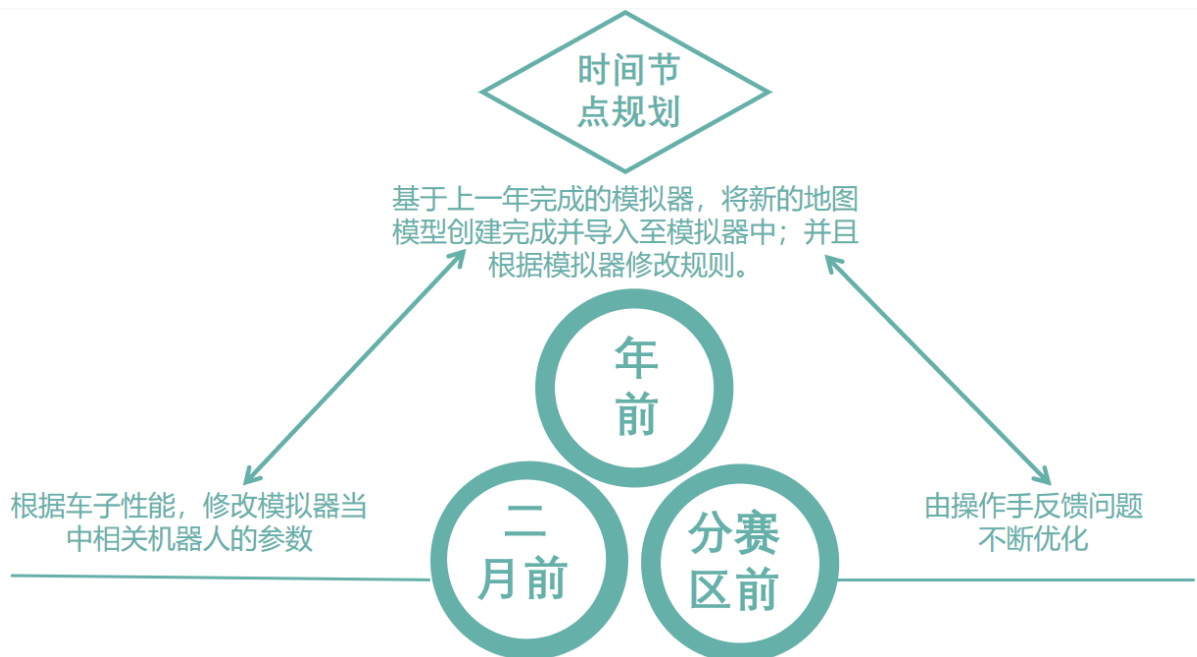 时间节
点规划
基于上一年完成的模拟器，将新的地图
模型创建完成并导入至模拟器中；并且
根据模拟器修改规则。
年
前
根据车子性能，修改模拟器当
中相关机器人的参数
二
月前
分赛
区前
由操作手反馈问题
不断优化